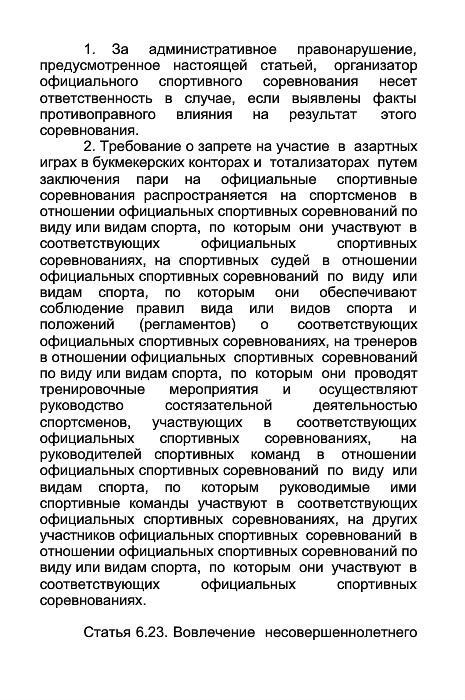 1. За административное правонарушение,
предусмотренное настоящей статьей, организатор
официального спортивного соревнования несет
ответственность в случае, если выявлены факты
противоправного влияния на результат этого
соревнования.
2. Требование о запрете на участие в азартных
играх в букмекерских конторах и тотализаторах путем
заключения пари на официальные спортивные
соревнования распространяется на спортсменов в
отношении официальных спортивных соревнований по
виду или видам спорта, по которым они участвуют в
соответствующих официальных спортивных
соревнованиях, на спортивных судей в отношении
официальных спортивных соревнований по виду или
видам спорта, по которым они обеспечивают
соблюдение правил вида или видов спорта и
положений (регламентов) о соответствующих
официальных спортивных соревнованиях, на тренеров
в отношении официальных спортивных соревнований
по виду или видам спорта, по которым они проводят
тренировочные мероприятия и осуществляют
руководство состязательной деятельностью
спортсменов, участвующих в соответствующих
официальных спортивных соревнованиях, на
руководителей спортивных команд в отношении
официальных спортивных соревнований по виду или
видам спорта, по которым руководимые ими
спортивные команды участвуют в соответствующих
официальных спортивных соревнованиях, на других
участников официальных спортивных соревнований в
отношении официальных спортивных соревнований по
виду или видам спорта, по которым они участвуют в
соответствующих официальных спортивных
соревнованиях.
Статья 6.23. Вовлечение несовершеннолетнего